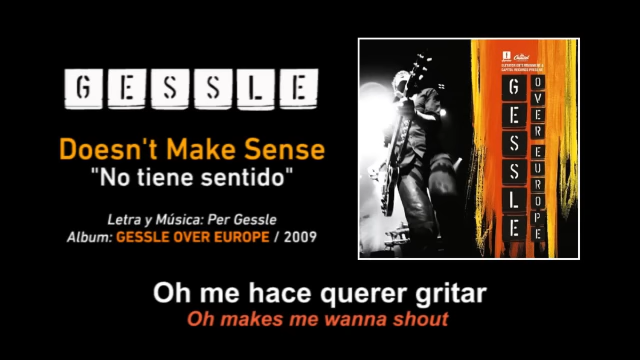 GESSLE
Doesn't Make Sense
"No tiene sentido"
Letra y Música: Per Gessle
Album: GESSLE OVER EUROPE / 2009
GESSLE
OVER EUROPE
Oh me hace querer gritar
Oh makes me wanna shout